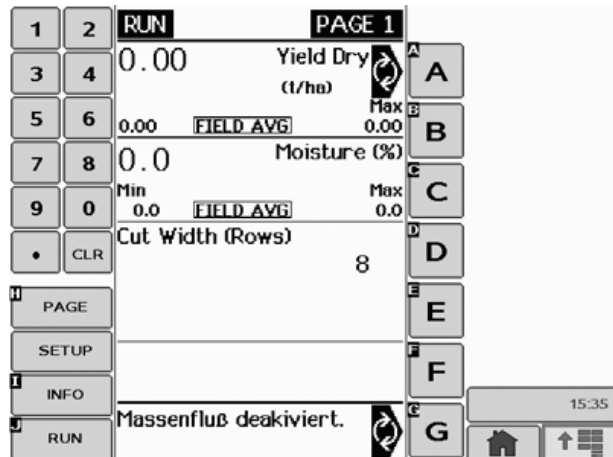 1 2
3 4
5 6
7 8
9 0
• CLR
H PAGE
SETUP
I INFO
J RUN
RUN PAGE 1
0.00 Yield Dry
(t/ha)
Max
0.00 FIELD AVG 0.00
0.0 Moisture (%)
Min Max
0.0 FIELD AVG 0.0
Cut Width (Rows)
8
Massenfluß deakiviert.
A A
B B
C C
D D
E E
F F
G G
15:35